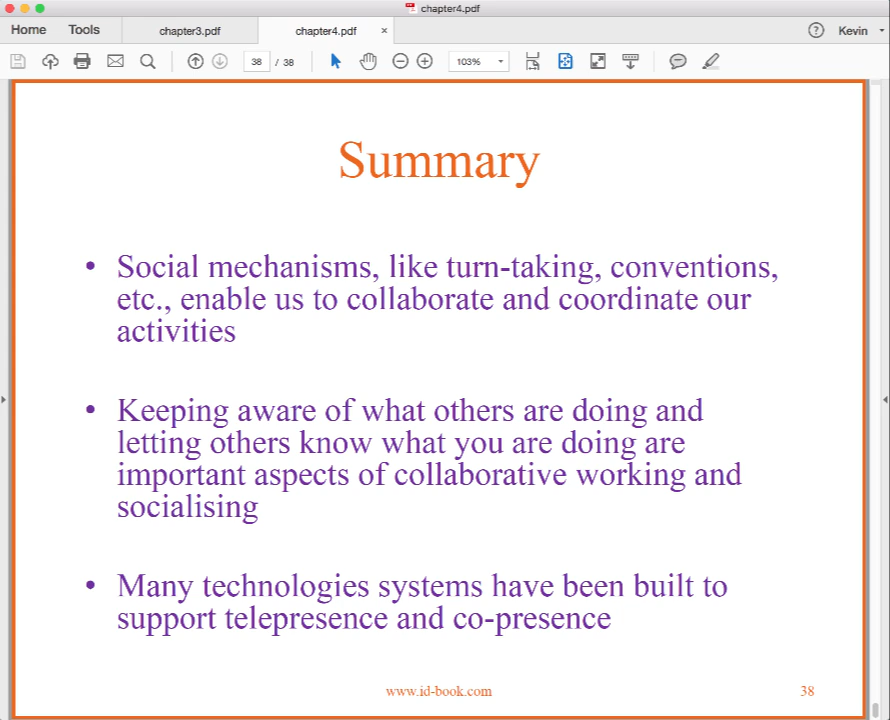 chapter4.pdf
Home Tools chapter3.pdf chapter4.pdf × ? Kevin
38 / 38 103%
Summary
• Social mechanisms, like turn-taking, conventions,
etc., enable us to collaborate and coordinate our
activities
• Keeping aware of what others are doing and
letting others know what you are doing are
important aspects of collaborative working and
socialising
• Many technologies systems have been built to
support telepresence and co-presence
www.id-book.com 38